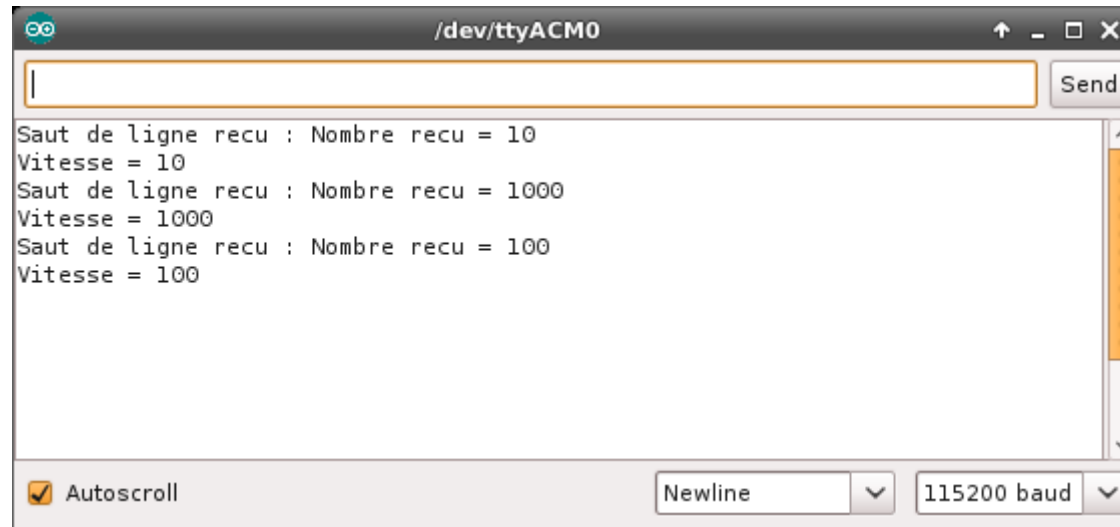 /dev/ttyACM0
Send
Saut de ligne recu : Nombre recu = 10
Vitesse = 10
Saut de ligne recu : Nombre recu = 1000
Vitesse = 1000
Saut de ligne recu : Nombre recu = 100
Vitesse = 100
Autoscroll
Newline
115200 baud